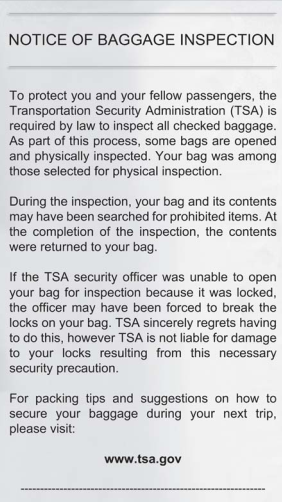 NOTICE OF BAGGAGE INSPECTION
To protect you and your fellow passengers, the
Transportation Security Administration (TSA) is
required by law to inspect all checked baggage.
As part of this process, some bags are opened
and physically inspected. Your bag was among
those selected for physical inspection.
During the inspection, your bag and its contents
may have been searched for prohibited items. At
the completion of the inspection, the contents
were returned to your bag.
If the TSA security officer was unable to open
your bag for inspection because it was locked,
the officer may have been forced to break the
locks on your bag. TSA sincerely regrets having
to do this, however TSA is not liable for damage
to your locks resulting from this necessary
security precaution.
For packing tips and suggestions on how to
secure your baggage during your next trip,
please visit:
www.tsa.gov